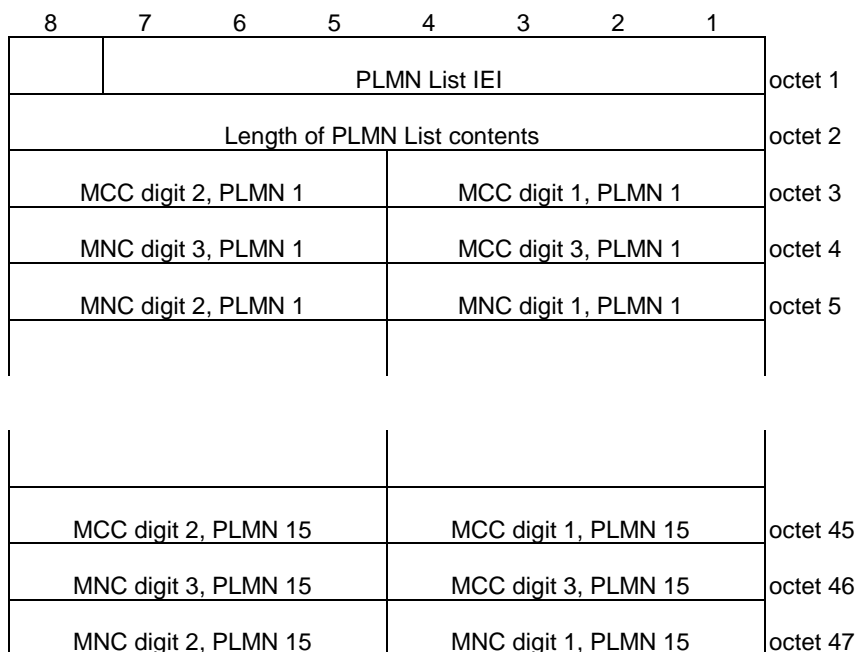 8 7 6 5 4 3 2 1
PLMN List IEI octet 1
Length of PLMN List contents octet 2
MCC digit 2, PLMN 1 MCC digit 1, PLMN 1 octet 3
MNC digit 3, PLMN 1 MCC digit 3, PLMN 1 octet 4
MNC digit 2, PLMN 1 MNC digit 1, PLMN 1 octet 5
MCC digit 2, PLMN 15 MCC digit 1, PLMN 15 octet 45
MNC digit 3, PLMN 15 MCC digit 3, PLMN 15 octet 46
MNC digit 2, PLMN 15 MNC digit 1, PLMN 15 octet 47